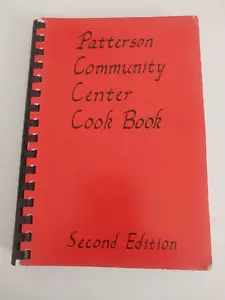 Patterson
Community
Center
Cook Book
Second Edition